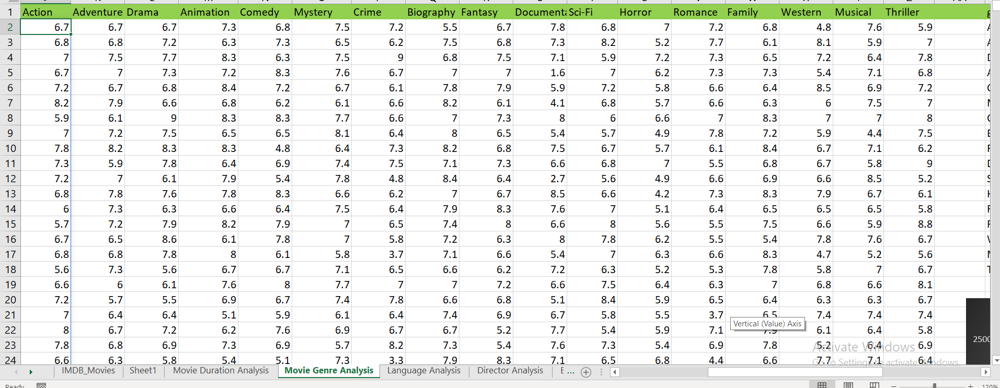 1 Action Adventure Drama Animation Comedy Mystery Crime Biography Fantasy Documenta Sci-Fi Horror Romance Family Western Musical Thriller
2 6.7 6.7 6.7 7.3 6.8 7.5 7.2 5.5 6.7 7.8 6.8 7 7.2 6.8 4.8 7.6 5.9
3 6.8 6.8 7.2 6.3 7.3 6.5 6.2 7.5 6.8 7.3 8.2 5.2 7.7 6.1 8.1 5.9 7
4 7 7.5 7.7 8.3 6.3 7.5 9 6.8 7.5 7.1 5.9 7.2 7.3 6.5 7.2 6.4 7.8
5 6.7 7 7.3 7.2 8.3 7.6 6.7 7 7 1.6 7 6.2 7.3 7.3 5.4 7.1 6.8
6 7.2 6.7 6.8 8.4 7.2 6.7 6.1 7.8 7.9 5.9 7.2 5.8 6.6 6.4 8.5 6.9 7.2
7 8.2 7.9 6.6 6.8 6.2 6.1 6.6 8.2 6.1 4.1 6.8 5.7 6.6 6.3 6 7.5 7
8 5.9 6.1 9 8.3 8.3 7.7 6.6 7 7.3 8 6 6.6 7 8.3 7 7 8
9 7 7.2 7.5 6.5 6.5 8.1 6.4 8 6.5 5.4 5.7 4.9 7.8 7.2 5.9 4.4 7.5
10 7.8 8.2 8.3 8.3 4.8 6.4 7.3 8.2 6.8 7.5 6.7 5.7 6.1 8.4 6.7 7.1 6.2
11 7.3 5.9 7.8 6.4 6.9 7.4 7.5 7.1 7.3 6.6 6.8 7 5.5 6.8 6.7 5.8 9
12 7.2 7 6.1 7.9 5.4 7.8 4.8 8.4 6.4 2.7 5.6 4.9 6.6 6.9 6.6 8.5 5.2
13 6.8 7.8 7.6 7.8 8.3 6.6 6.2 7 6.7 8.5 6.6 4.2 7.3 8.3 7.9 6.7 6.1
14 6 7.3 6.3 6.6 6.4 7.5 6.4 7.9 8.3 7.6 7 5.1 6.4 6.5 6.5 6.5 5.8
15 5.7 7.2 7.9 8.2 7.9 7 6.5 7.4 8 6.6 8 5.6 5.5 7.5 6.6 5.9 8.8
16 6.7 6.5 8.6 6.1 7.8 7 5.8 7.2 6.3 8 7.8 6.2 5.5 5.4 7.8 7.6 6.7
17 6.8 6.8 7.8 8 6.1 5.8 3.7 7.1 6.6 5.4 7 6.3 6.6 8.3 4.7 5.2 5.6
18 5.6 7.3 5.6 6.7 6.7 7.1 6.5 6.6 6.2 7.2 6.3 5.2 5.3 7.8 5.8 7 6.7
19 6.6 6 6.1 7.6 8 7.7 7 7 7.2 6.6 7.5 6.4 6.3 7 6.8 6.6 8.1
20 7.2 5.7 5.5 6.9 6.7 7.4 7.8 6.6 6.8 5.1 8.4 5.9 6.5 6.4 6.3 6.3 6.7
21 7 6.4 6.4 5.1 5.9 6.1 6.4 7.4 6.9 6.7 5.8 5.5 3.7 6.5 7.4 7.4 7.4
Vertical (Value) Axis
22 8 6.7 7.2 6.2 7.6 6.9 6.7 6.7 5.2 7.7 5.4 5.9 7.1 7.9 6.1 6.4 5.8
23 7.8 6.8 6.9 7.3 6.9 5.7 8.2 7.3 5.4 7.6 7.3 5.4 6.9 7.8 5.2 6.4 6.9 2500
Activate Windows
24 6.6 6.3 5.8 5.4 5.1 7.3 3.3 7.9 8.3 7.1 6.5 6.8 4.4 6.6 7.7 7.1 6.4
Go to Settings to activate Windows.
IMDB_Movies Sheet1 Movie Duration Analysis Movie Genre Analysis Language Analysis Director Analysis ...
Ready 120%